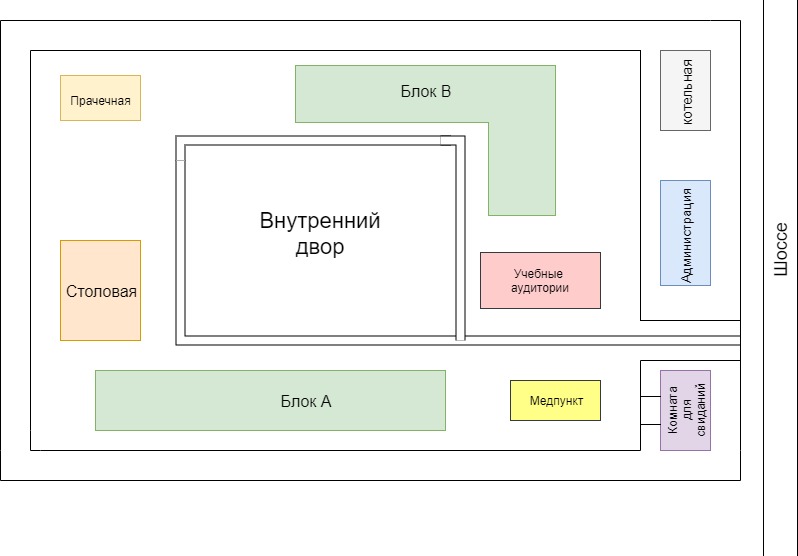 Блок B
Прачечная
котельная
Администрация
Шоссе
Внутренний
двор
Учебные
аудитории
Столовая
Блок А
Медпункт
Комната
для
свиданий